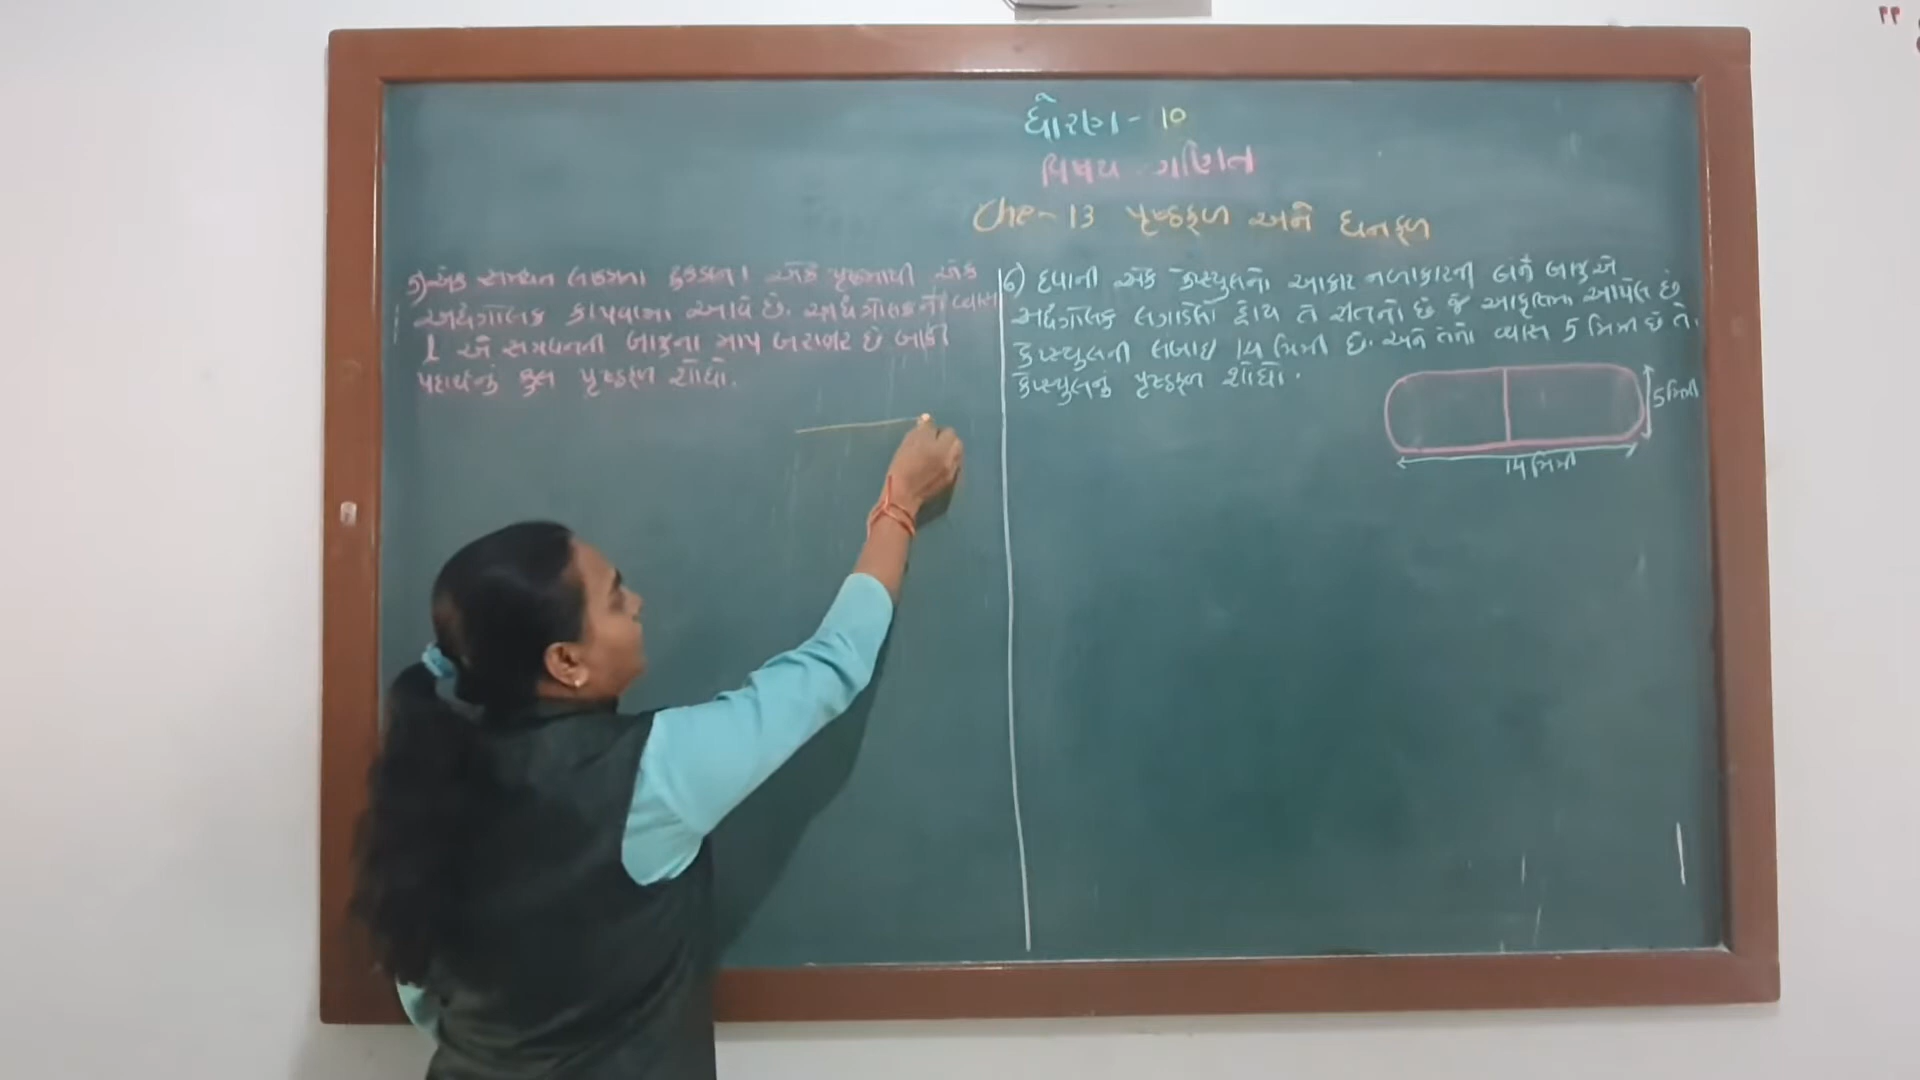 ધોરણ - 10
વિષય - ગણિત
Che - 13 પૃષ્ઠફળ અને ઘનફળ
૫) એક સમઘન લાકડાના ટુકડાના એક પૃષ્ઠમાંથી એક
અર્ધગોલક કાપવામાં આવે છે. અર્ધગોલકનો વ્યાસ
l એ સમઘનની બાજુના માપ બરાબર છે બાકી
પદાર્થનું કુલ પૃષ્ઠફળ શોધો.
6) દવાની એક કેપ્સ્યુલનો આકાર નળાકારની બંને બાજુએ
અર્ધગોલક લગાડેલા હોય તે રીતનો છે જે આકૃતિમાં આપેલ છે
કેપ્સ્યુલની લંબાઇ 14 મિમી છે. અને તેનો વ્યાસ 5 મિમી છે તે.
કેપ્સ્યુલનું પૃષ્ઠફળ શોધો.
5 મિમી
14 મિમી